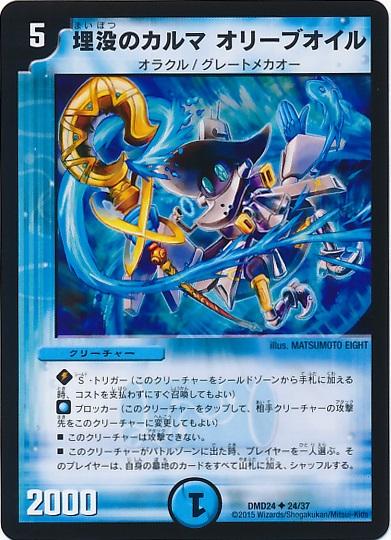 5
まいぼつ
埋没のカルマ オリーブオイル
オラクル / グレートメカオー
illus. MATSUMOTO EIGHT
クリーチャー
S・トリガー (このクリーチャーをシールドゾーンから手札に加える
時、コストを支払わずにすぐ召喚してもよい)
ブロッカー (このクリーチャーをタップして、相手クリーチャーの攻撃
先をこのクリーチャーに変更してもよい)
■ このクリーチャーは攻撃できない。
■ このクリーチャーがバトルゾーンに出た時、プレイヤーを一人選ぶ。そ
のプレイヤーは、自身の墓地のカードをすべて山札に加え、シャッフルする。
2000
1
DMD24 ◆ 24/37
©2015 Wizards/Shogakukan/Mitsui-Kids